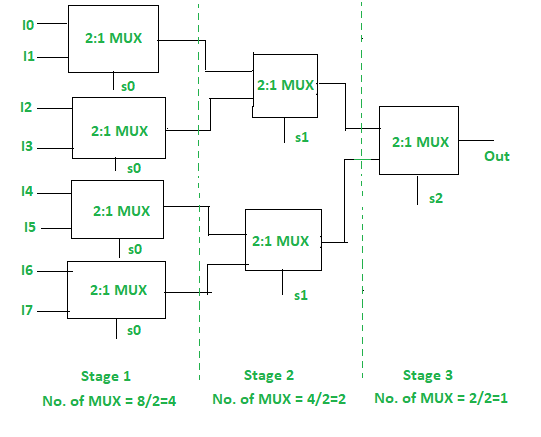 I0
2:1 MUX
I1
s0
I2
2:1 MUX
I3
s0
I4
2:1 MUX
I5
s0
I6
2:1 MUX
I7
s0
2:1 MUX
s1
2:1 MUX
s1
2:1 MUX
Out
s2
Stage 1
No. of MUX = 8/2=4
Stage 2
No. of MUX = 4/2=2
Stage 3
No. of MUX = 2/2=1